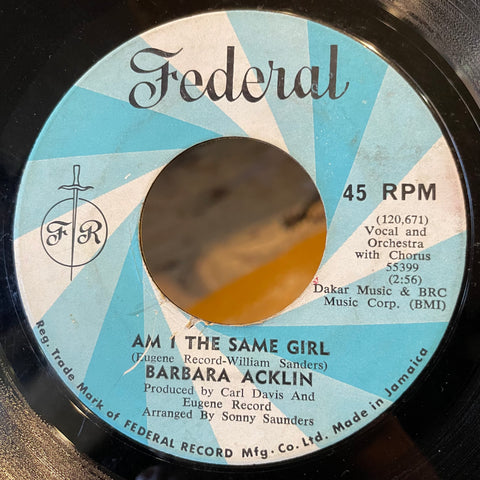 Federal
45 RPM
(120,671)
Vocal and
Orchestra
with Chorus
55399
(2:56)
Dakar Music & BRC
Music Corp. (BMI)
F R
AM I THE SAME GIRL
(Eugene Record-William Sanders)
BARBARA ACKLIN
Produced by Carl Davis And
Eugene Record
Arranged By Sonny Saunders
Reg. Trade Mark of FEDERAL RECORD Mfg. Co. Ltd. Made in Jamaica